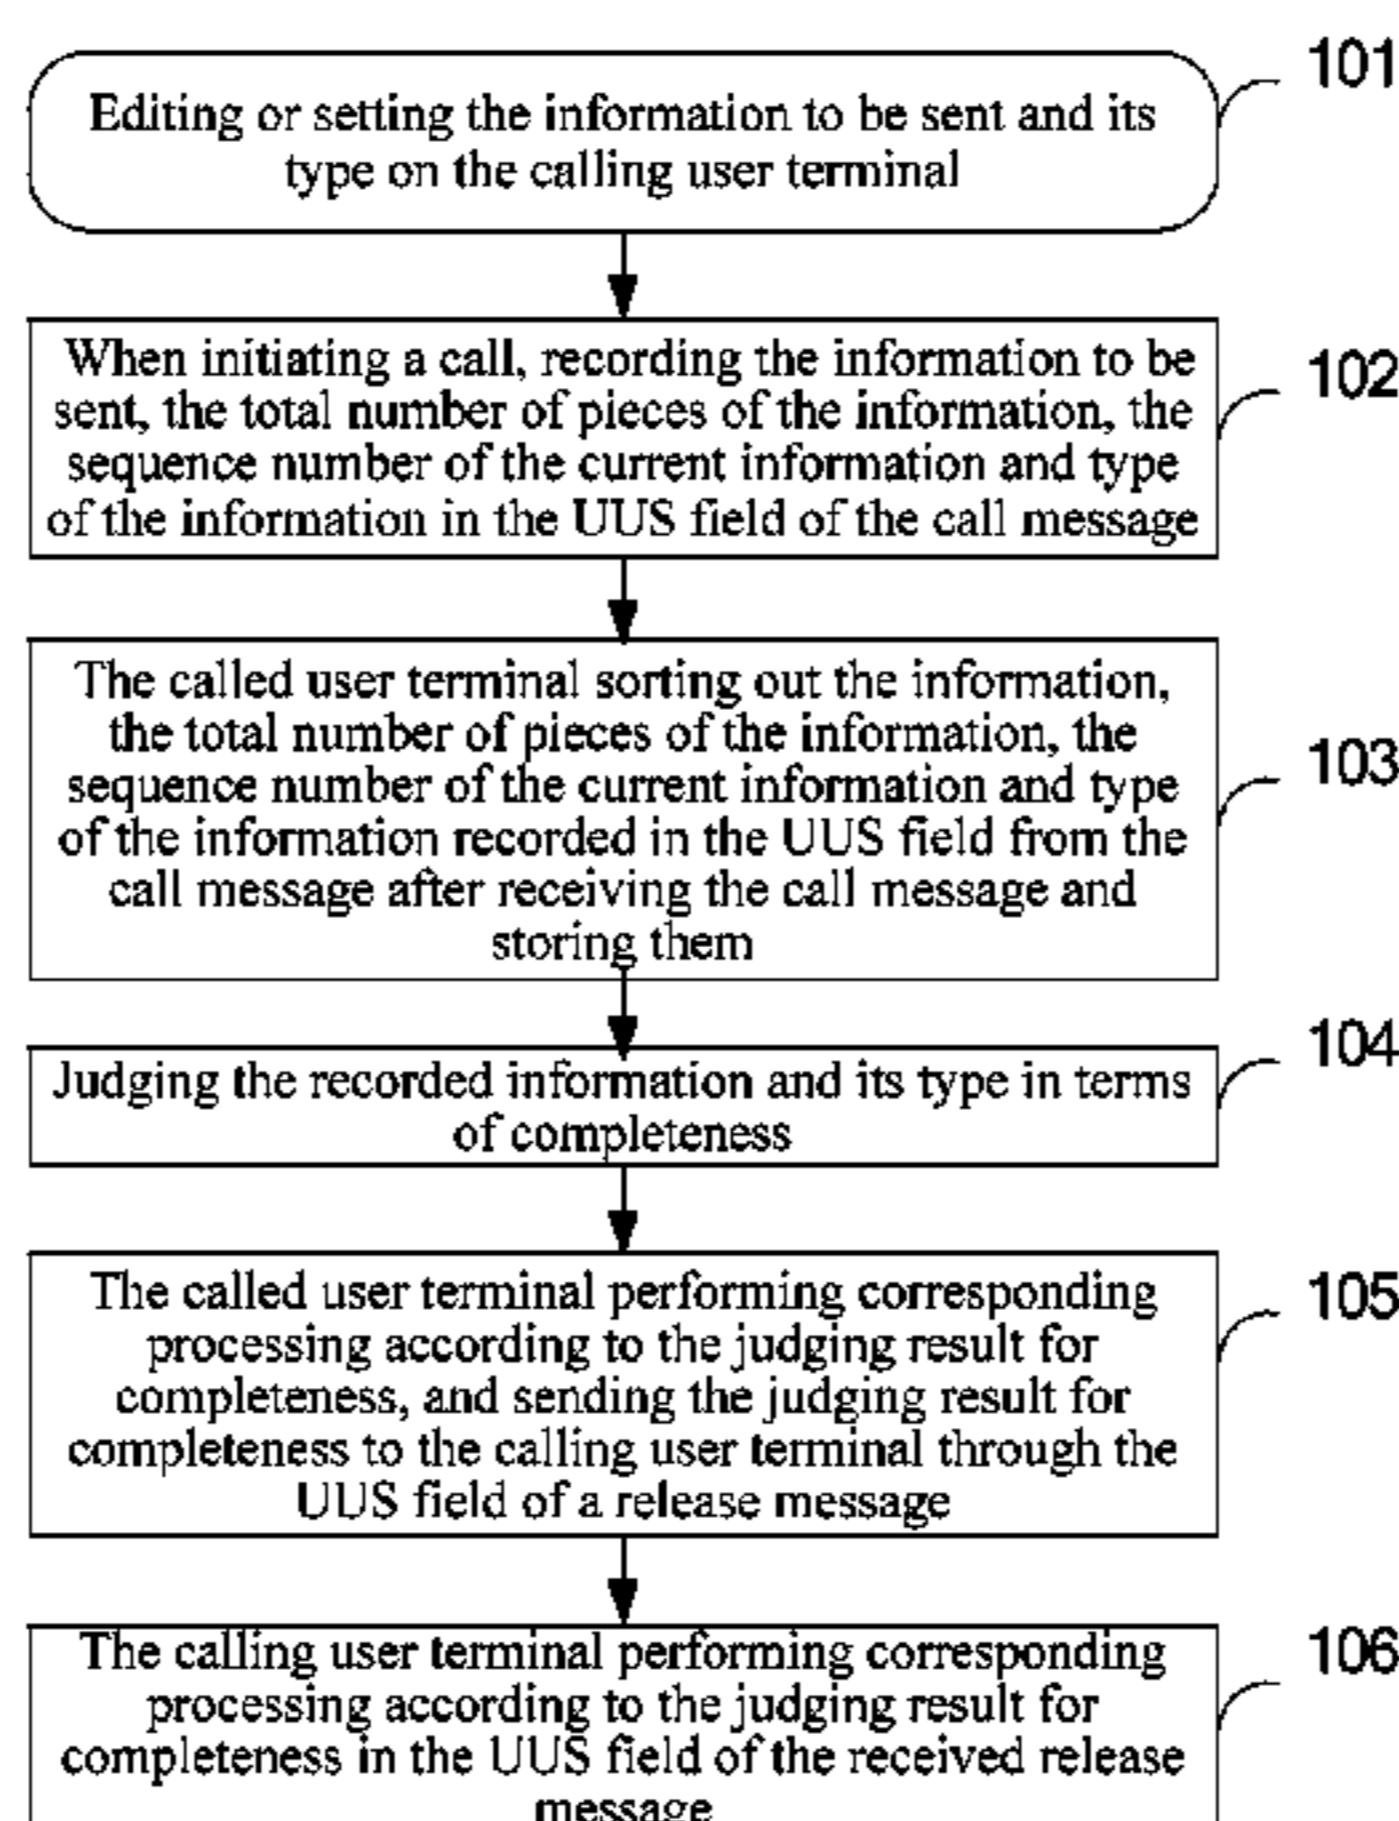 101
Editing or setting the information to be sent and its
type on the calling user terminal
102
When initiating a call, recording the information to be
sent, the total number of pieces of the information, the
sequence number of the current information and type
of the information in the UUS field of the call message
103
The called user terminal sorting out the information,
the total number of pieces of the information, the
sequence number of the current information and type
of the information recorded in the UUS field from the
call message after receiving the call message and
storing them
104
Judging the recorded information and its type in terms
of completeness
105
The called user terminal performing corresponding
processing according to the judging result for
completeness, and sending the judging result for
completeness to the calling user terminal through the
UUS field of a release message
106
The calling user terminal performing corresponding
processing according to the judging result for
completeness in the UUS field of the received release
message